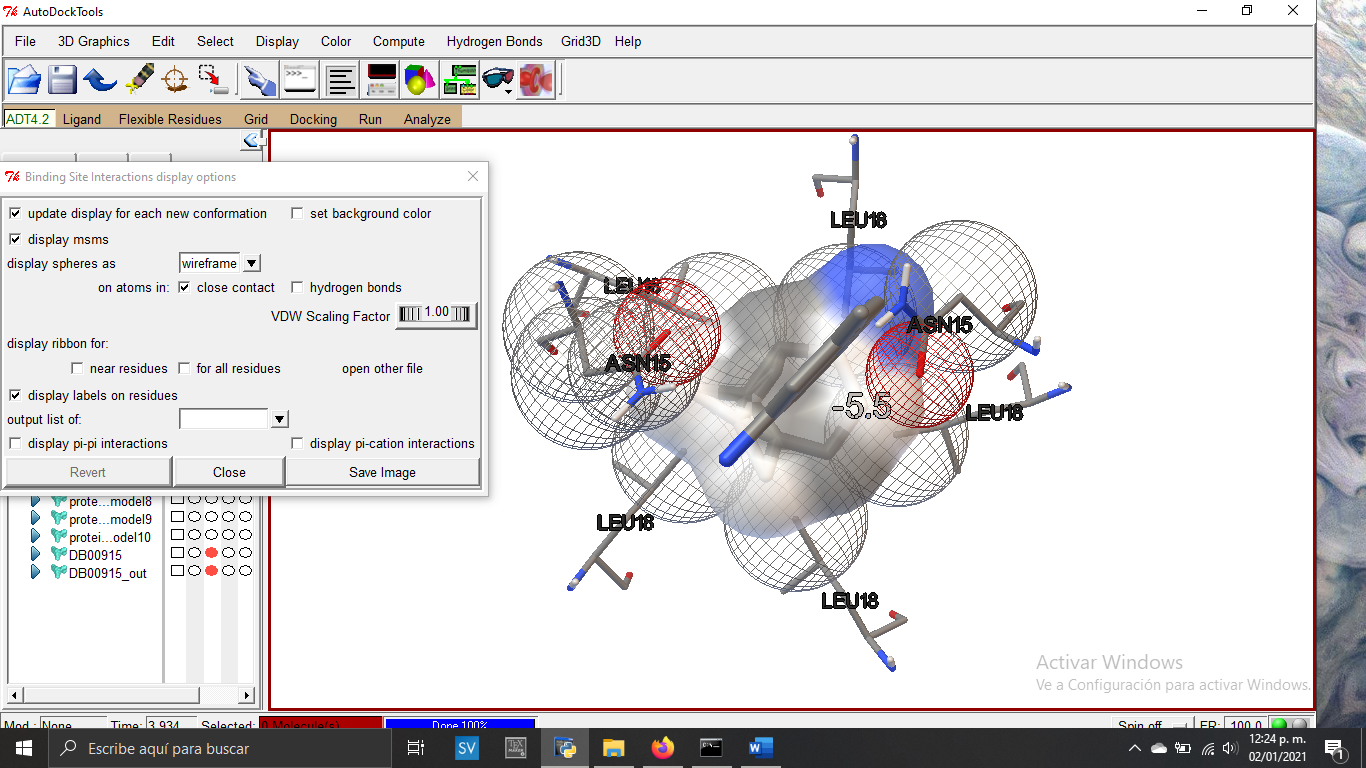 AutoDockTools
File 3D Graphics Edit Select Display Color Compute Hydrogen Bonds Grid3D Help
ADT4.2 Ligand Flexible Residues Grid Docking Run Analyze
Binding Site Interactions display options
update display for each new conformation set background color
display msms
display spheres as wireframe
on atoms in: close contact hydrogen bonds
VDW Scaling Factor 1.00
display ribbon for:
near residues for all residues open other file
display labels on residues
output list of:
display pi-pi interactions display pi-cation interactions
Revert Close Save Image
prote...model8
prote...model9
protei...odel10
DB00915
DB00915_out
LEU18
LEU18
ASN15
ASN15
-5.5
LEU18
LEU18
LEU18
Activar Windows
Ve a Configuración para activar Windows.
Mod.: None Time: 3.934 Selected: 0 Molecule(s) Done 100% Spin off FR: 100.0
Escribe aquí para buscar
SV
TEX
MAKER
W
12:24 p. m.
02/01/2021
1